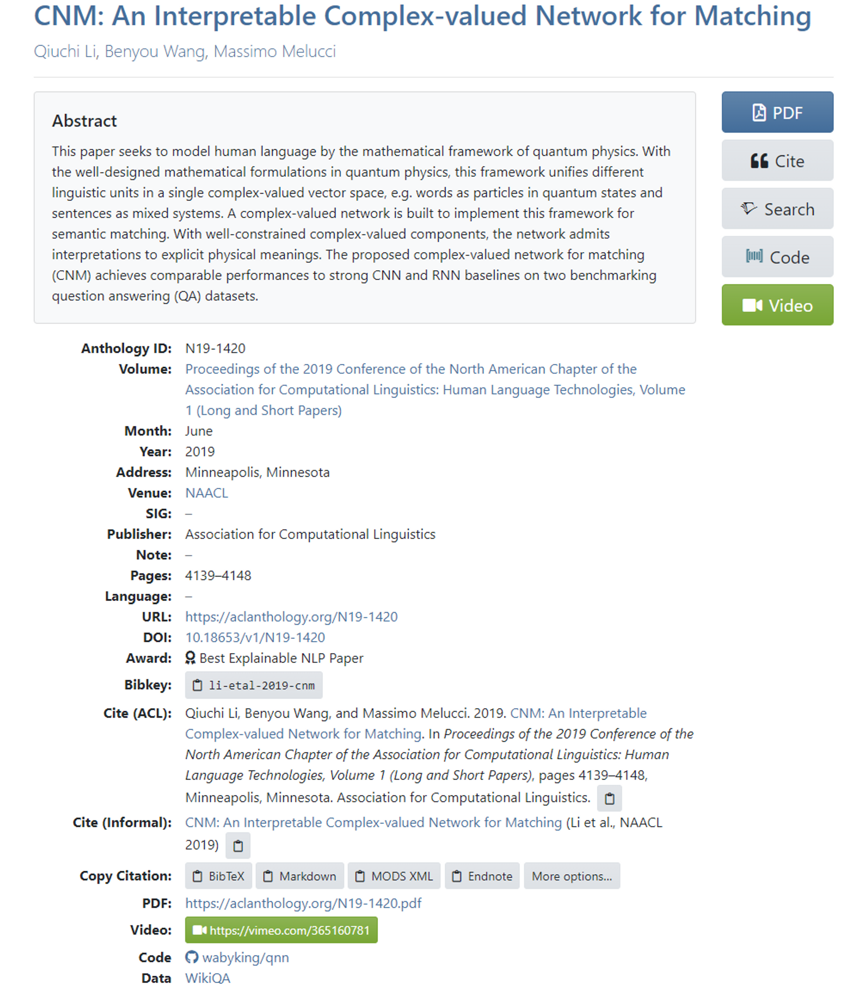 CNM: An Interpretable Complex-valued Network for Matching
Qiuchi Li, Benyou Wang, Massimo Melucci
Abstract
This paper seeks to model human language by the mathematical framework of quantum physics. With
the well-designed mathematical formulations in quantum physics, this framework unifies different
linguistic units in a single complex-valued vector space, e.g. words as particles in quantum states and
sentences as mixed systems. A complex-valued network is built to implement this framework for
semantic matching. With well-constrained complex-valued components, the network admits
interpretations to explicit physical meanings. The proposed complex-valued network for matching
(CNM) achieves comparable performances to strong CNN and RNN baselines on two benchmarking
question answering (QA) datasets.
PDF
Cite
Search
Code
Video
Anthology ID: N19-1420
Volume: Proceedings of the 2019 Conference of the North American Chapter of the
Association for Computational Linguistics: Human Language Technologies, Volume
1 (Long and Short Papers)
Month: June
Year: 2019
Address: Minneapolis, Minnesota
Venue: NAACL
SIG: –
Publisher: Association for Computational Linguistics
Note: –
Pages: 4139–4148
Language: –
URL: https://aclanthology.org/N19-1420
DOI: 10.18653/v1/N19-1420
Award: Best Explainable NLP Paper
Bibkey: li-etal-2019-cnm
Cite (ACL): Qiuchi Li, Benyou Wang, and Massimo Melucci. 2019. CNM: An Interpretable
Complex-valued Network for Matching. In Proceedings of the 2019 Conference of the
North American Chapter of the Association for Computational Linguistics: Human
Language Technologies, Volume 1 (Long and Short Papers), pages 4139–4148,
Minneapolis, Minnesota. Association for Computational Linguistics.
Cite (Informal): CNM: An Interpretable Complex-valued Network for Matching (Li et al., NAACL
2019)
Copy Citation: BibTeX Markdown MODS XML Endnote More options...
PDF: https://aclanthology.org/N19-1420.pdf
Video: https://vimeo.com/365160781
Code wabyking/qnn
Data WikiQA